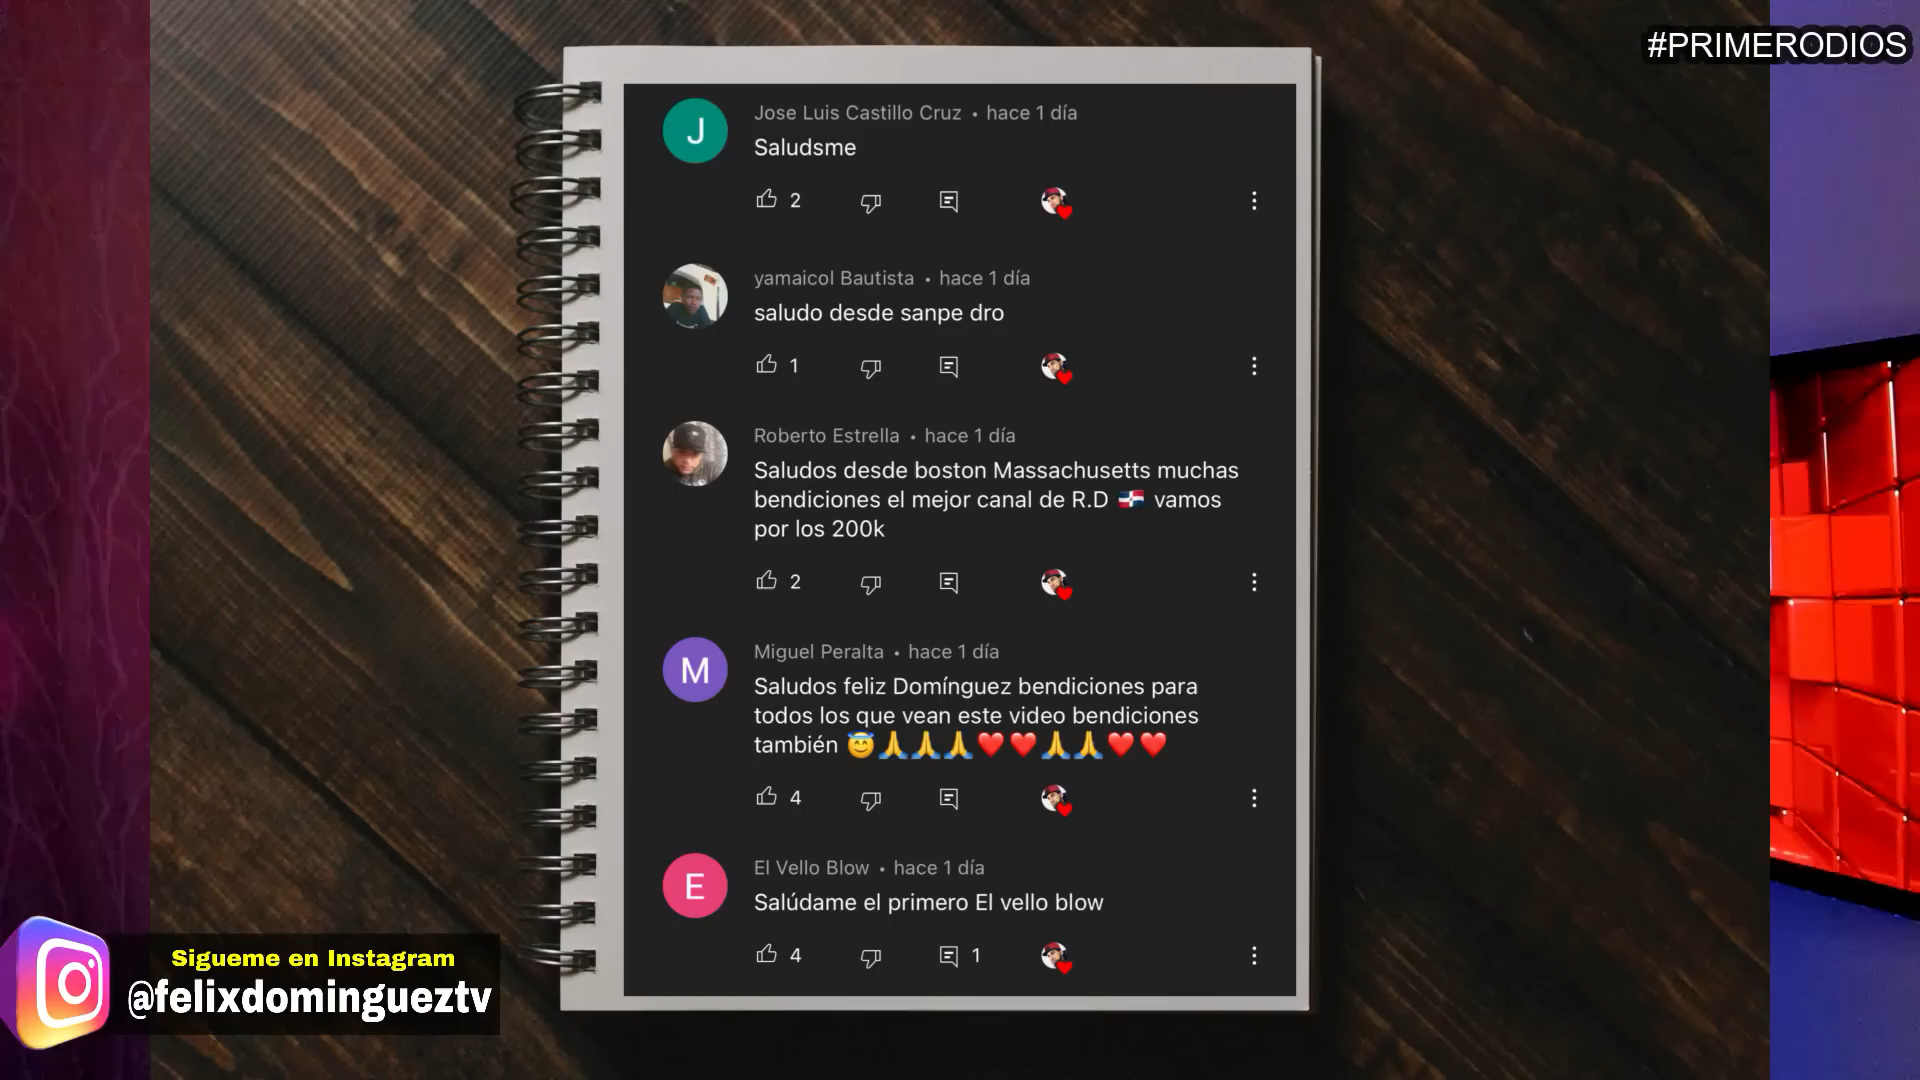 #PRIMERODIOS
J
Jose Luis Castillo Cruz • hace 1 día
Saludsme
2
yamaicol Bautista • hace 1 día
saludo desde sanpe dro
1
Roberto Estrella • hace 1 día
Saludos desde boston Massachusetts muchas
bendiciones el mejor canal de R.D 🇩🇴 vamos
por los 200k
2
M
Miguel Peralta • hace 1 día
Saludos feliz Domínguez bendiciones para
todos los que vean este video bendiciones
también 😇🙏🙏🙏❤️❤️🙏🙏❤️❤️
4
E
El Vello Blow • hace 1 día
Salúdame el primero El vello blow
4 1
Sigueme en Instagram
@felixdomingueztv